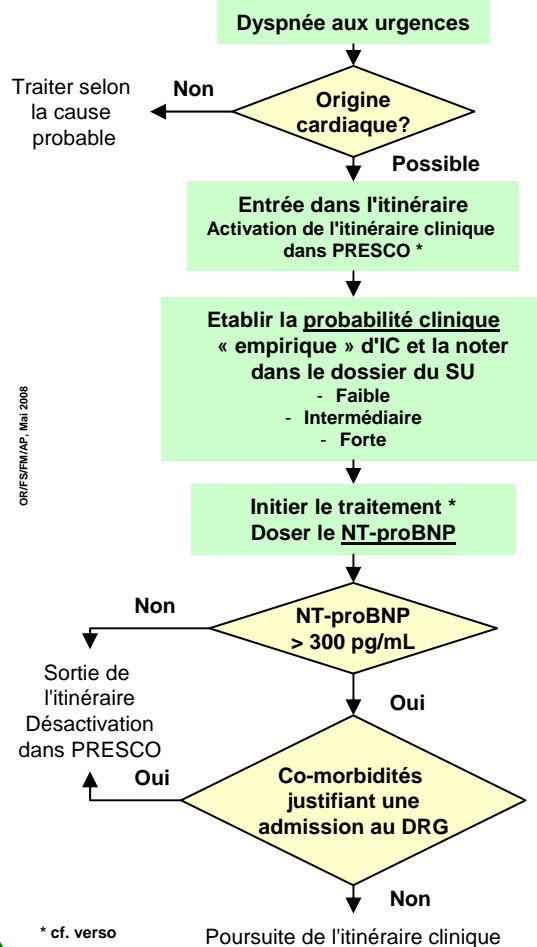 Dyspnée aux urgences
Origine
cardiaque?
Non
Traiter selon
la cause
probable
Possible
Entrée dans l'itinéraire
Activation de l'itinéraire clinique
dans PRESCO *
Etablir la probabilité clinique
« empirique » d'IC et la noter
dans le dossier du SU
- Faible
- Intermédiaire
- Forte
OR/FS/FM/AP, Mai 2008
Initier le traitement *
Doser le NT-proBNP
NT-proBNP
> 300 pg/mL
Non
Sortie de
l'itinéraire
Désactivation
dans PRESCO
Oui
Co-morbidités
justifiant une
admission au DRG
Oui
Non
* cf. verso
Poursuite de l'itinéraire clinique